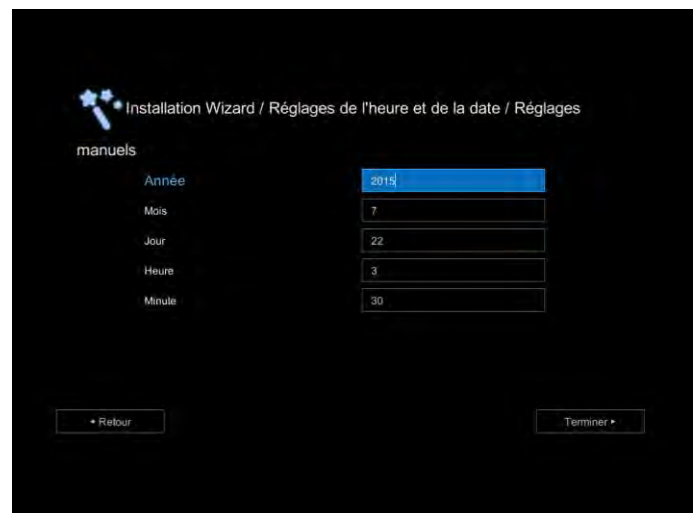 Installation Wizard / Réglages de l'heure et de la date / Réglages
manuels
Année 2015
Mois 7
Jour 22
Heure 3
Minute 30
◂ Retour Terminer ▸